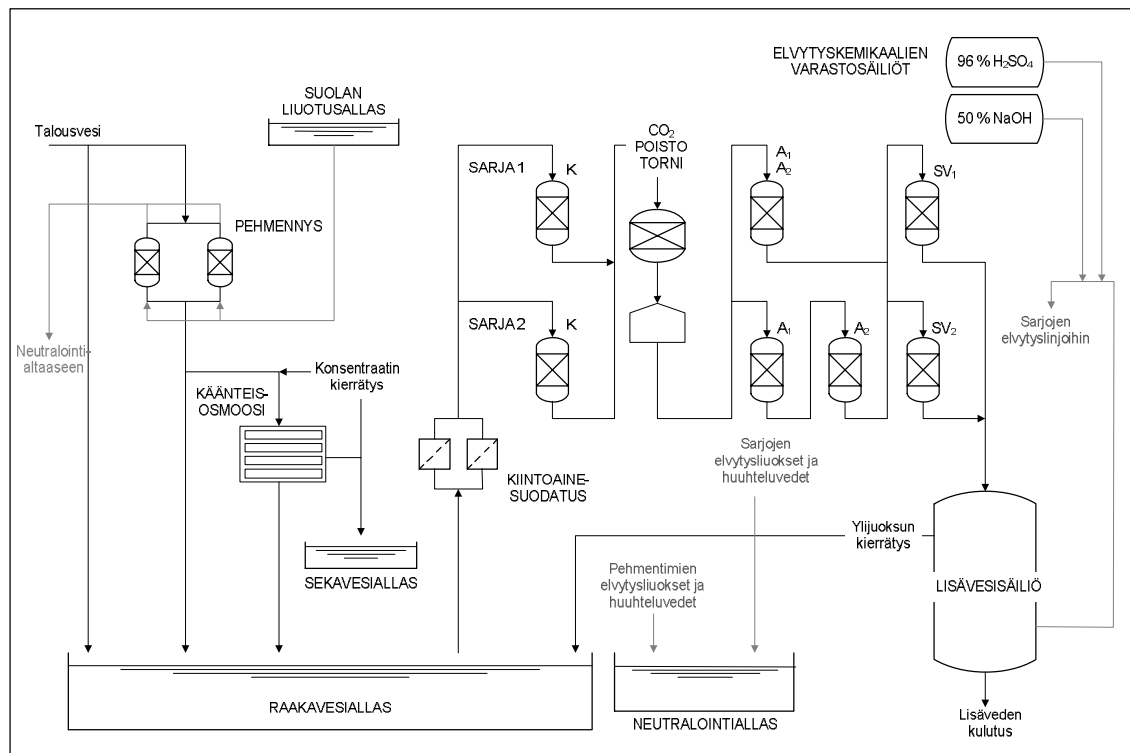 ELVYTYSKEMIKAALIEN
VARASTOSÄILIÖT
96 % H₂SO₄
50 % NaOH
SUOLAN
LIUOTUSALLAS
Talousvesi
CO₂
POISTO
TORNI
SARJA 1
K
A₁
A₂
SV₁
PEHMENNYS
SARJA 2
K
A₁
A₂
SV₂
Sarjojen
elvytyslinjoihin
Neutralointi-
altaaseen
Konsentraatin
kierrätys
KÄÄNTEIS-
OSMOOSI
KIINTOAINE-
SUODATUS
Sarjojen
elvytysliuokset ja
huuhteluvedet
Ylijuoksun
kierrätys
SEKAVESIALLAS
Pehmentimien
elvytysliuokset ja
huuhteluvedet
LISÄVESISÄILIÖ
RAAKAVESIALLAS
NEUTRALOINTIALLAS
Lisäveden
kulutus